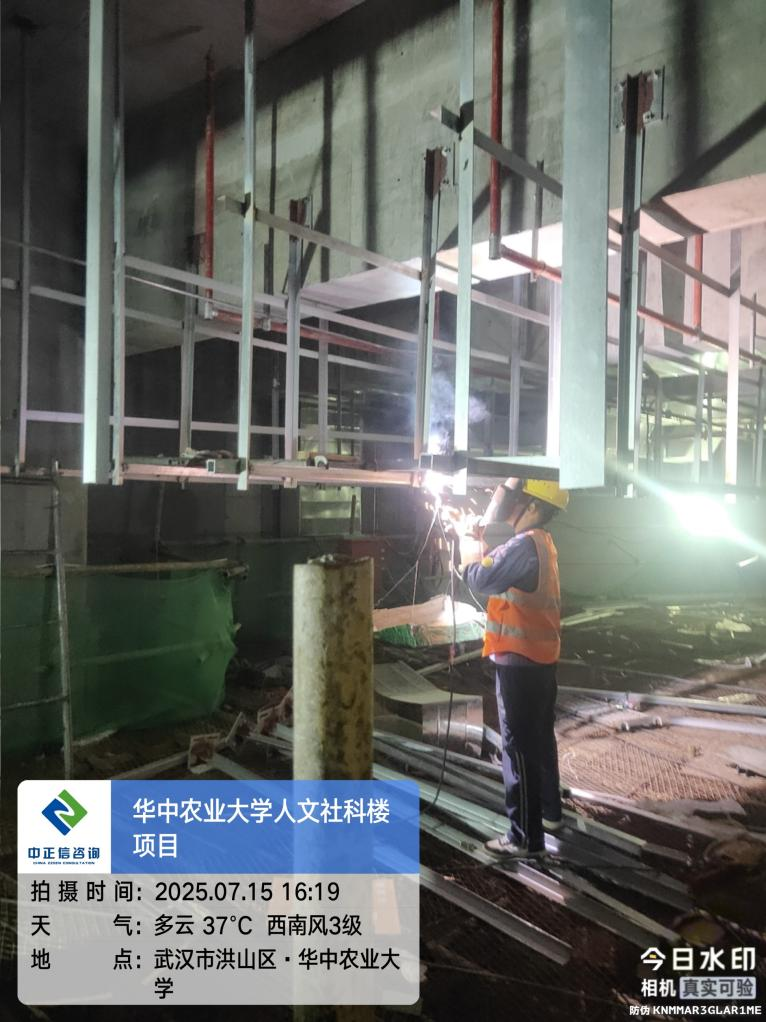 华中农业大学人文社科楼
项目
中正信咨询
CHINA ZZXIN CONSULTATION
拍摄时间：2025.07.15 16:19
天气：多云 37°C 西南风3级
地点：武汉市洪山区·华中农业大
学
今日水印
相机 真实可验
防伪 KNMMAR3GLAR1ME